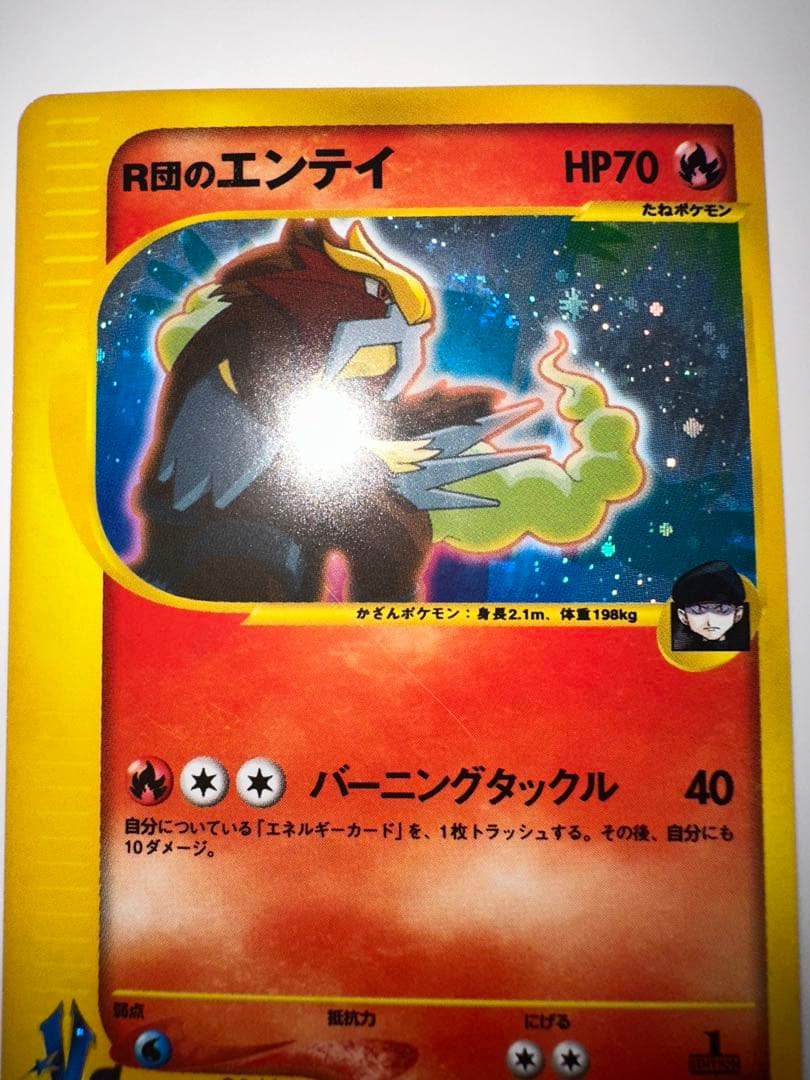 R団のエンテイ HP70
たねポケモン
かざんポケモン：身長2.1m、体重198kg
バーニングタックル 40
自分についている「エネルギーカード」を、1枚トラッシュする。その後、自分にも
10ダメージ。
弱点 抵抗力 にげる
1
EDITION